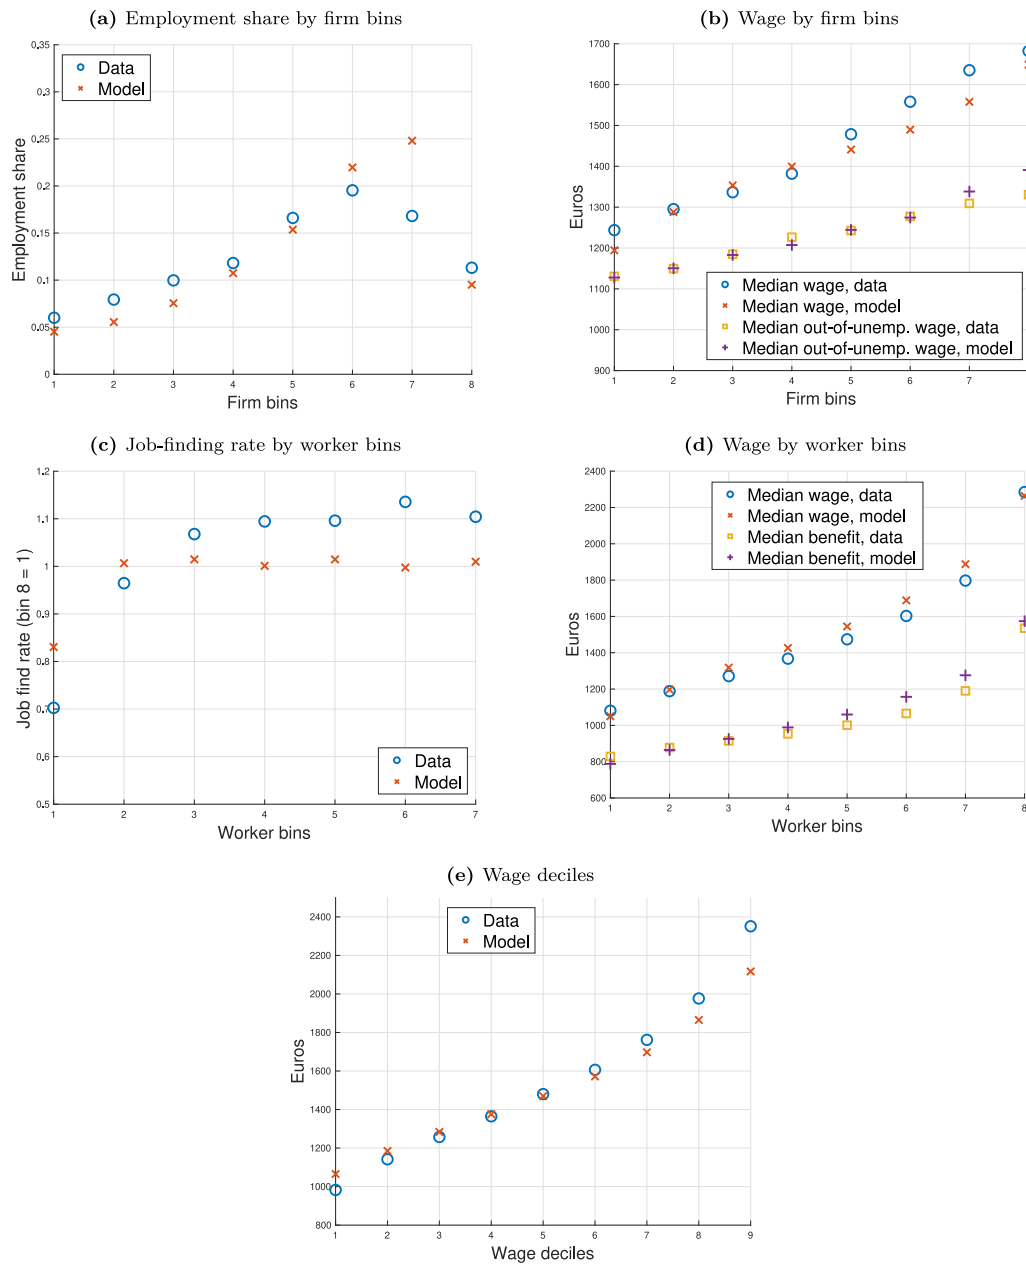 (a) Employment share by firm bins
0.35
0.3
0.25
0.2
0.15
0.1
0.05
0
Employment share
Data
Model
1 2 3 4 5 6 7 8
Firm bins
(b) Wage by firm bins
1700
1600
1500
1400
1300
1200
1100
1000
900
Euros
Median wage, data
Median wage, model
Median out-of-unemp. wage, data
Median out-of-unemp. wage, model
1 2 3 4 5 6 7
Firm bins
(c) Job-finding rate by worker bins
1.2
1.1
1
0.9
0.8
0.7
0.6
0.5
Job find rate (bin 8 = 1)
Data
Model
1 2 3 4 5 6 7
Worker bins
(d) Wage by worker bins
2400
2200
2000
1800
1600
1400
1200
1000
800
600
Euros
Median wage, data
Median wage, model
Median benefit, data
Median benefit, model
1 2 3 4 5 6 7 8
Worker bins
(e) Wage deciles
2400
2200
2000
1800
1600
1400
1200
1000
800
Euros
Data
Model
1 2 3 4 5 6 7 8 9
Wage deciles